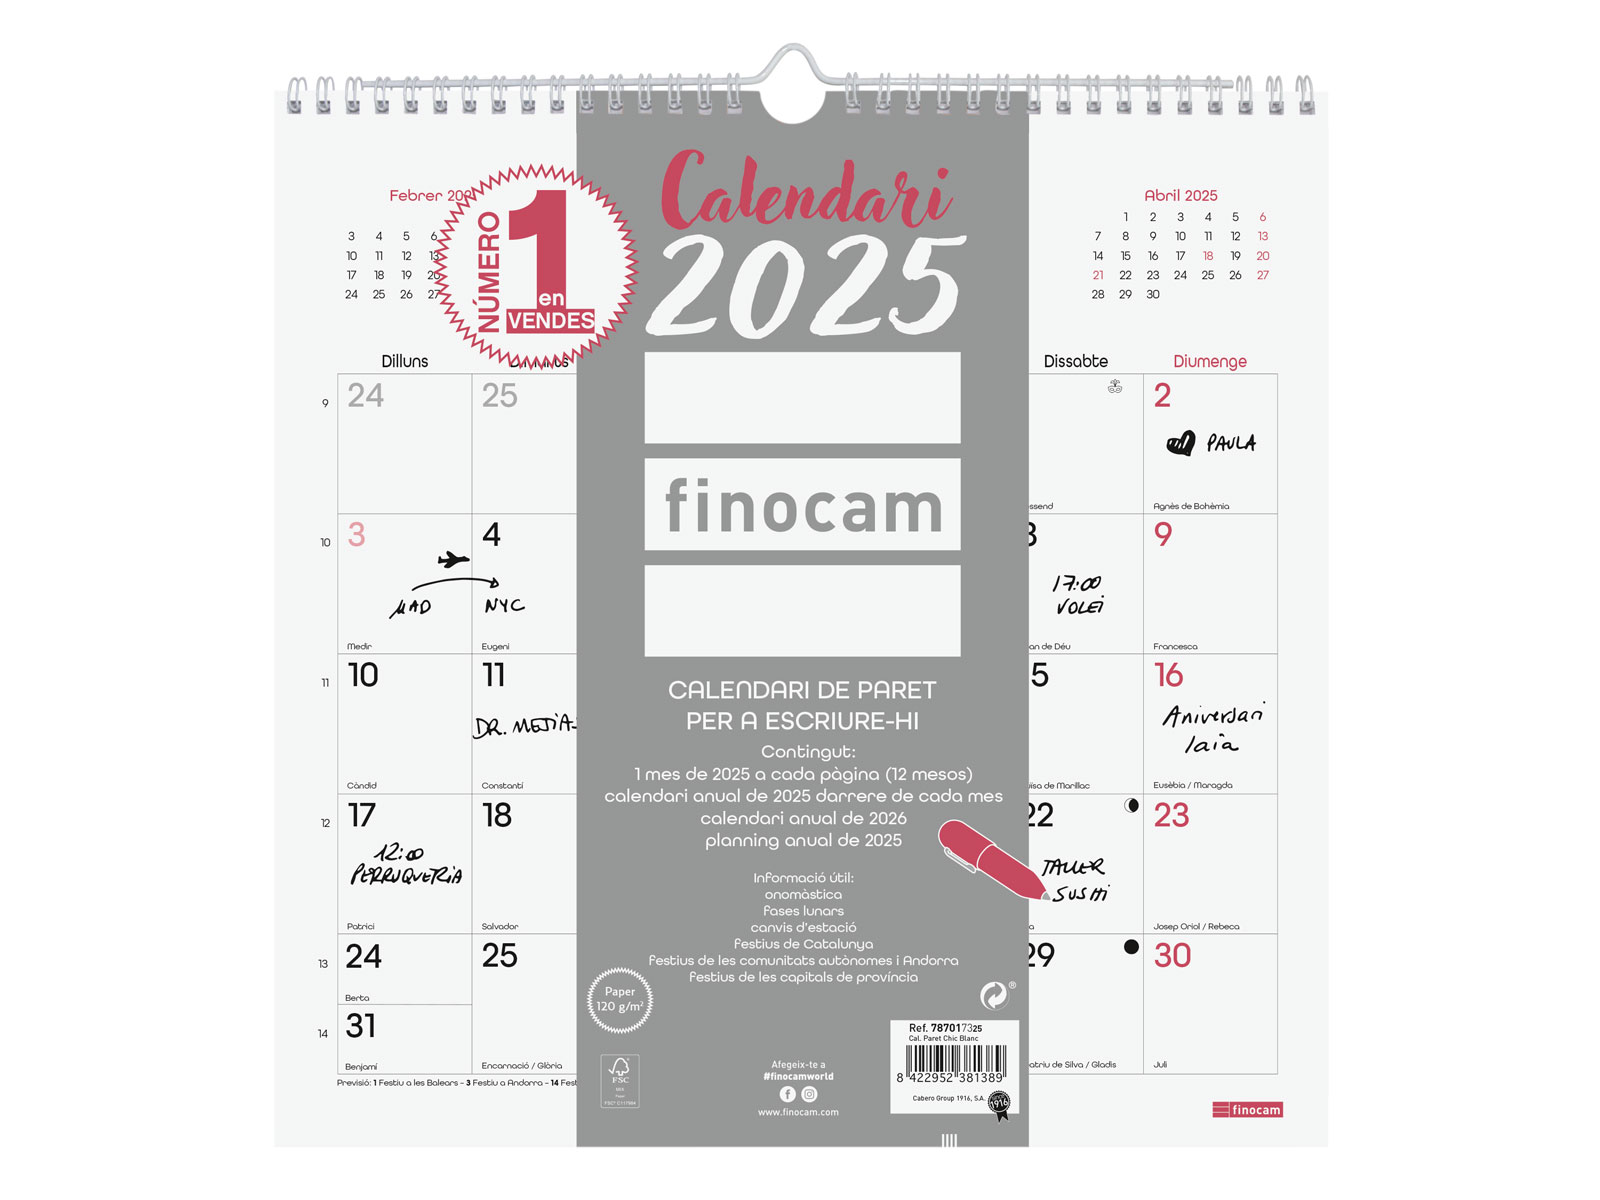 Calendari
2025
NÚMERO
1
en
VENDES
finocam
CALENDARI DE PARET
PER A ESCRIURE-HI
Contingut:
1 mes de 2025 a cada pàgina (12 mesos)
calendari anual de 2025 darrere de cada mes
calendari anual de 2026
planning anual de 2025
Informació útil:
onomàstica
fases lunars
canvis d'estació
festius de Catalunya
festius de les comunitats autònomes i Andorra
festius de les capitals de província
Paper
120 g/m²
Afegeix-te a
#finocamworld
www.finocam.com
Ref. 787017325
Cal. Paret Chic Blanc
8 422952 381389
Cabero Group 1916, S.A.
1916
FSC
Febrer
3 4 5 6
10 11 12 13
17 18 19 20
24 25 26 27
Abril 2025
1 2 3 4 5 6
7 8 9 10 11 12 13
14 15 16 17 18 19 20
21 22 23 24 25 26 27
28 29 30
Dilluns Dissabte Diumenge
9 24 25 2
PAULA
Agnès de Bohèmia
10 3 4 9
MAD NYC 17:00
VOLEI
Medir Eugeni an de Déu Francesca
11 10 11 5 16
DR. MEJIA Aniversari
Iaia
Càndid Constantí ïsa de Marillac Eusèbia / Maragda
12 17 18 22 23
12:00
PERRUQUERIA TALLER
SUSHI
Patrici Salvador Josep Oriol / Rebeca
13 24 25 29 30
Berta
14 31
Benjamí Encarnació / Glòria atriu de Silva / Gladis Juli
Previsió: 1 Festiu a les Balears - 3 Festiu a Andorra - 14 Fest
finocam